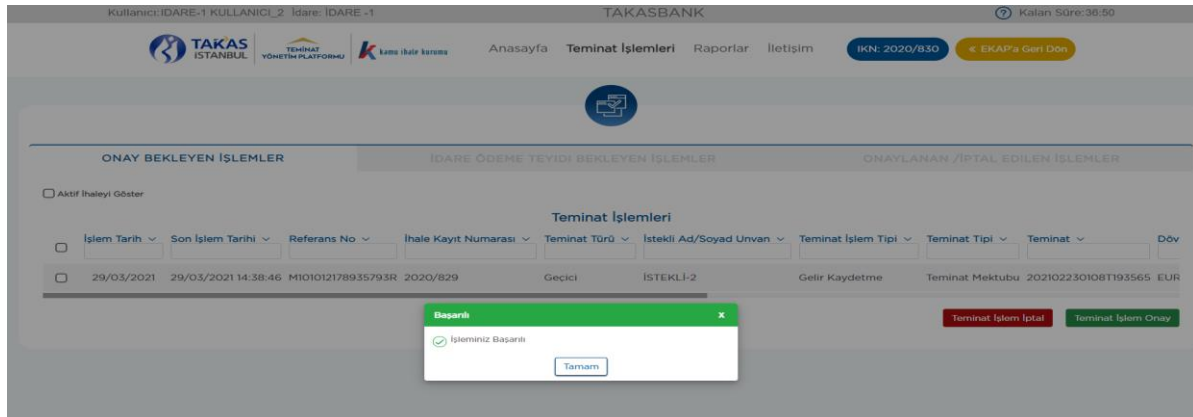 Kullanıcı:IDARE-1 KULLANICI_2 İdare: İDARE -1 TAKASBANK ? Kalan Süre:36:50
TAKAS İSTANBUL TEMİNAT YÖNETİM PLATFORMU kamu ihale kurumu Anasayfa Teminat İşlemleri Raporlar İletişim IKN: 2020/830 « EKAP'a Geri Dön
ONAY BEKLEYEN İŞLEMLER İDARE ÖDEME TEYİDİ BEKLEYEN İŞLEMLER ONAYLANAN /İPTAL EDİLEN İŞLEMLER
Aktif İhaleyi Göster
Teminat İşlemleri
İşlem Tarih Son İşlem Tarihi Referans No İhale Kayıt Numarası Teminat Türü İstekli Ad/Soyad Unvan Teminat İşlem Tipi Teminat Tipi Teminat Döv
29/03/2021 29/03/2021 14:38:46 M101012178935793R 2020/829 Geçici İSTEKLİ-2 Gelir Kaydetme Teminat Mektubu 202102230108T193565 EUR
Teminat İşlem İptal Teminat İşlem Onay
Başarılı x
İşleminiz Başarılı
Tamam